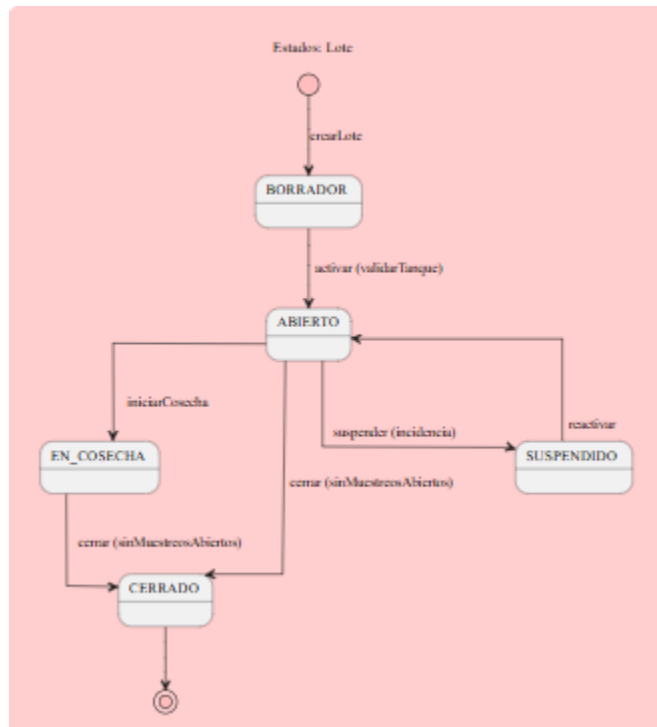 Estados: Lote
crearLote
BORRADOR
activar (validarTanque)
ABIERTO
iniciarCosecha
reactivar
suspender (incidencia)
EN_COSECHA
SUSPENDIDO
cerrar (sinMuestreosAbiertos)
cerrar (sinMuestreosAbiertos)
CERRADO